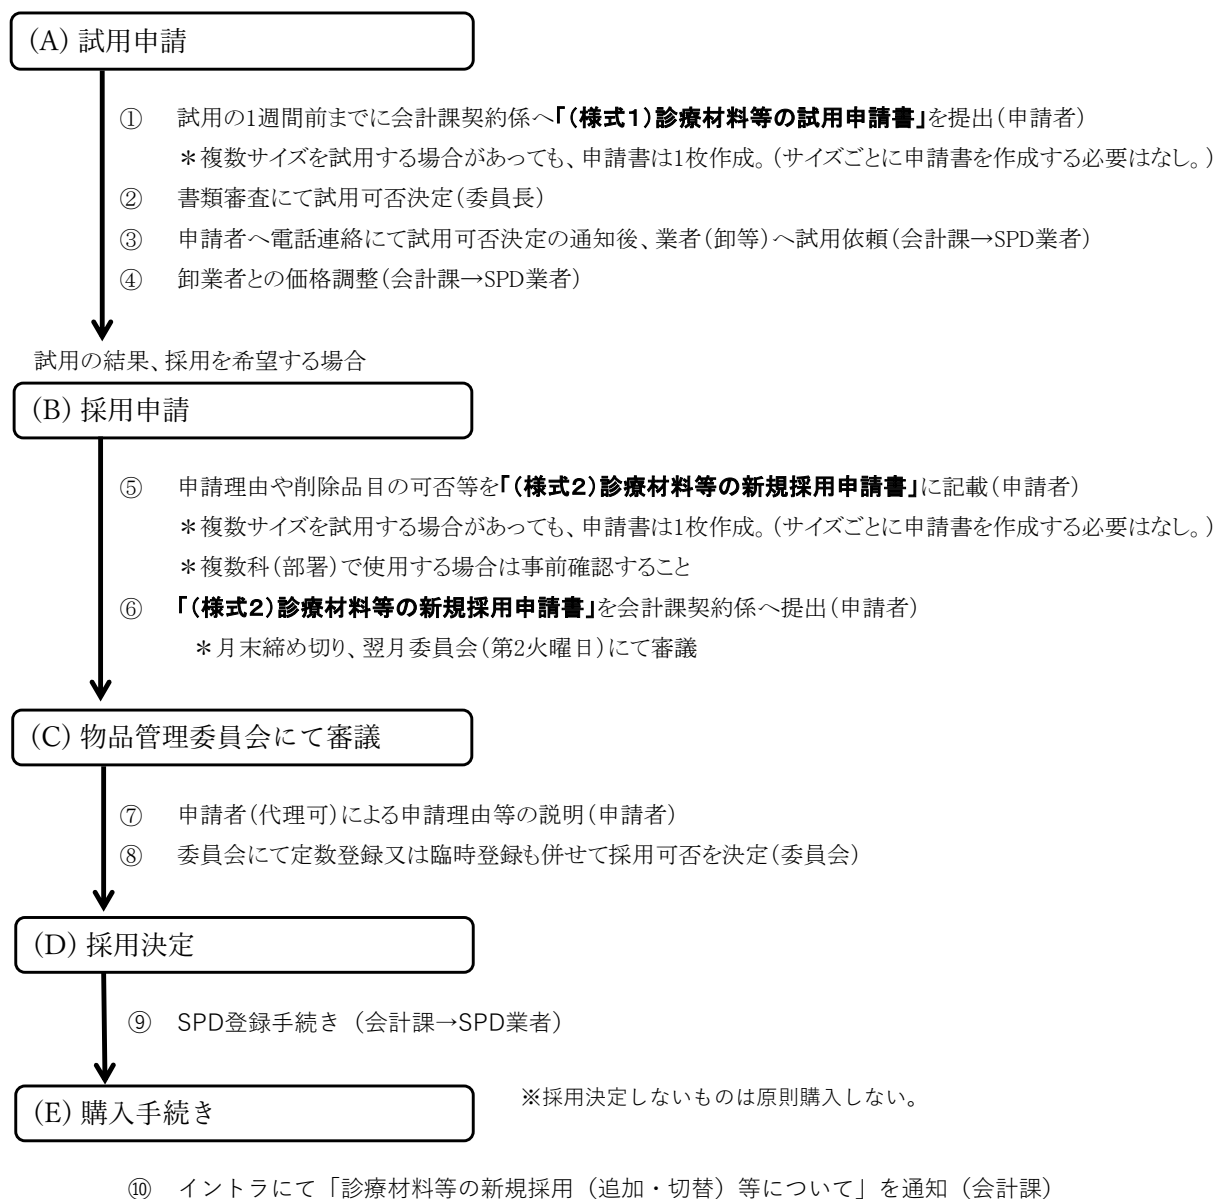 (A) 試用申請
① 試用の1週間前までに会計課契約係へ「(様式1)診療材料等の試用申請書」を提出(申請者)
＊複数サイズを試用する場合があっても、申請書は1枚作成。(サイズごとに申請書を作成する必要はなし。)
② 書類審査にて試用可否決定(委員長)
③ 申請者へ電話連絡にて試用可否決定の通知後、業者(卸等)へ試用依頼(会計課→SPD業者)
④ 卸業者との価格調整(会計課→SPD業者)
試用の結果、採用を希望する場合
(B) 採用申請
⑤ 申請理由や削除品目の可否等を「(様式2)診療材料等の新規採用申請書」に記載(申請者)
＊複数サイズを試用する場合があっても、申請書は1枚作成。(サイズごとに申請書を作成する必要はなし。)
＊複数科(部署)で使用する場合は事前確認すること
⑥ 「(様式2)診療材料等の新規採用申請書」を会計課契約係へ提出(申請者)
＊月末締め切り、翌月委員会(第2火曜日)にて審議
(C) 物品管理委員会にて審議
⑦ 申請者(代理可)による申請理由等の説明(申請者)
⑧ 委員会にて定数登録又は臨時登録も併せて採用可否を決定(委員会)
(D) 採用決定
⑨ SPD登録手続き（会計課→SPD業者）
(E) 購入手続き
※採用決定しないものは原則購入しない。
⑩ イントラにて「診療材料等の新規採用（追加・切替）等について」を通知（会計課）